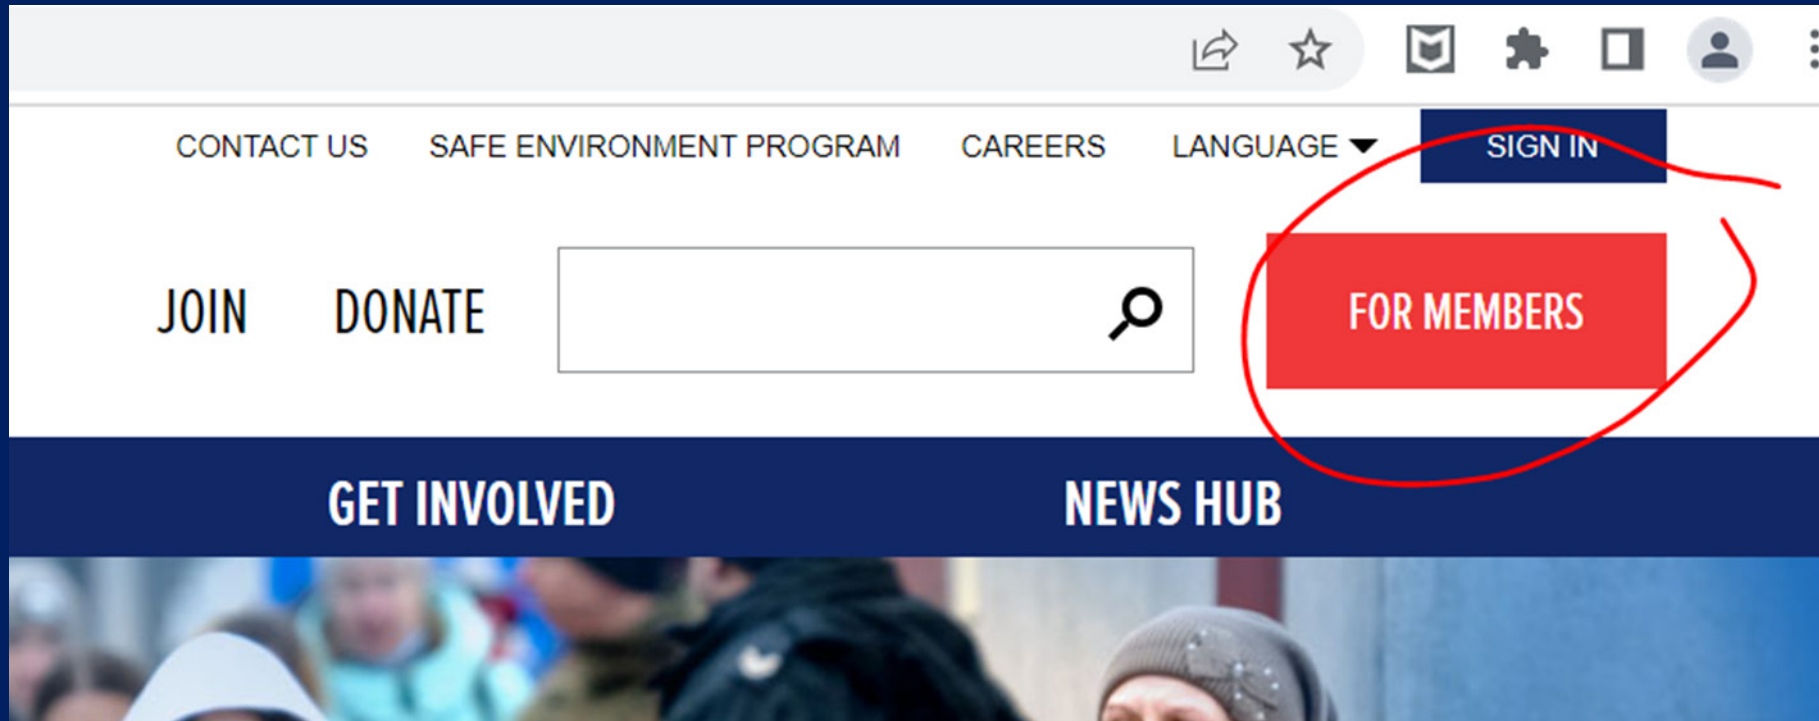 CONTACT US SAFE ENVIRONMENT PROGRAM CAREERS LANGUAGE SIGN IN
JOIN DONATE FOR MEMBERS
GET INVOLVED NEWS HUB